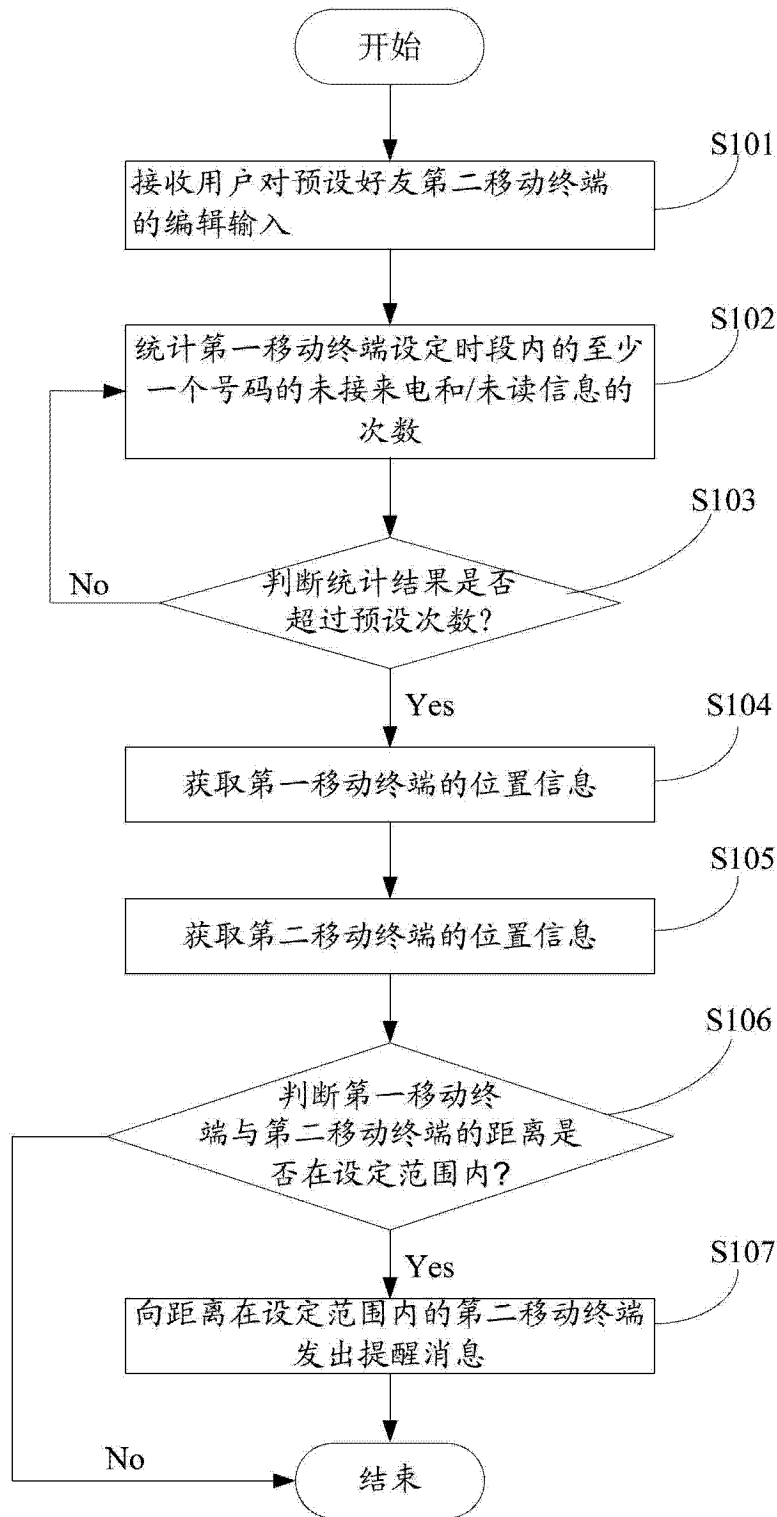 开始
S101
接收用户对预设好友第二移动终端
的编辑输入
S102
统计第一移动终端设定时段内的至少
一个号码的未接来电和/未读信息的
次数
S103
判断统计结果是否
超过预设次数?
No
Yes
S104
获取第一移动终端的位置信息
S105
获取第二移动终端的位置信息
S106
判断第一移动终
端与第二移动终端的距离是
否在设定范围内?
Yes
S107
向距离在设定范围内的第二移动终端
发出提醒消息
No
结束